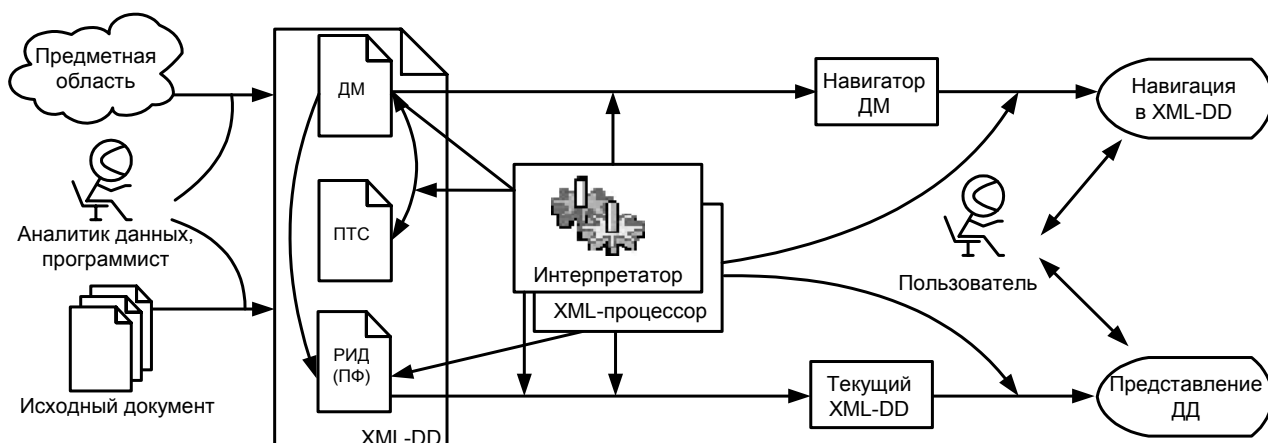 Предметная
область
Аналитик данных,
программист
Исходный документ
ДМ
ПТС
РИД
(ПФ)
XML-DD
Интерпретатор
XML-процессор
Навигатор
ДМ
Навигация
в XML-DD
Пользователь
Текущий
XML-DD
Представление
ДД